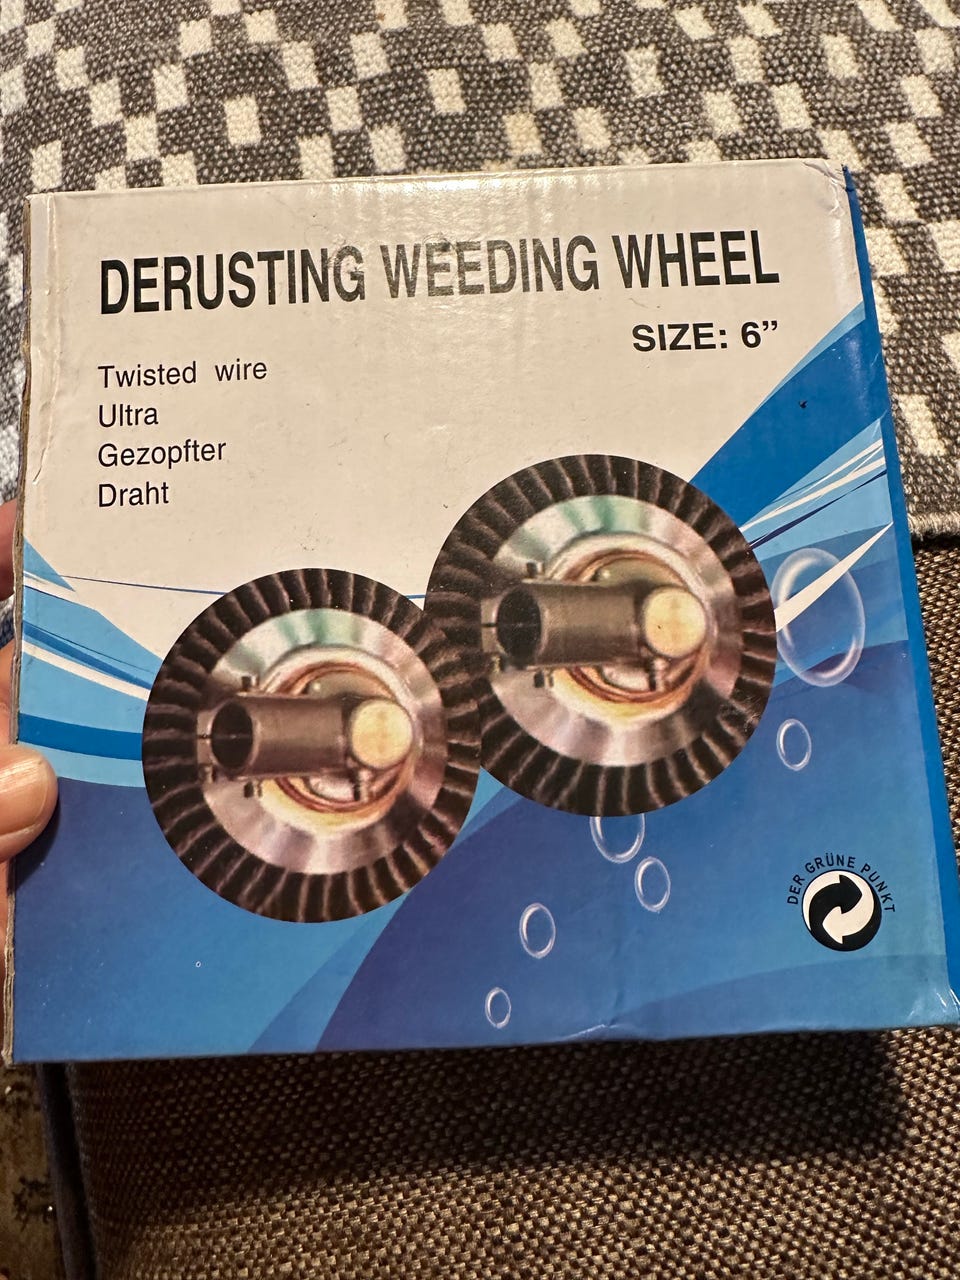 DERUSTING WEEDING WHEEL
SIZE: 6”
Twisted wire
Ultra
Gezopfter
Draht
DER GRÜNE PUNKT